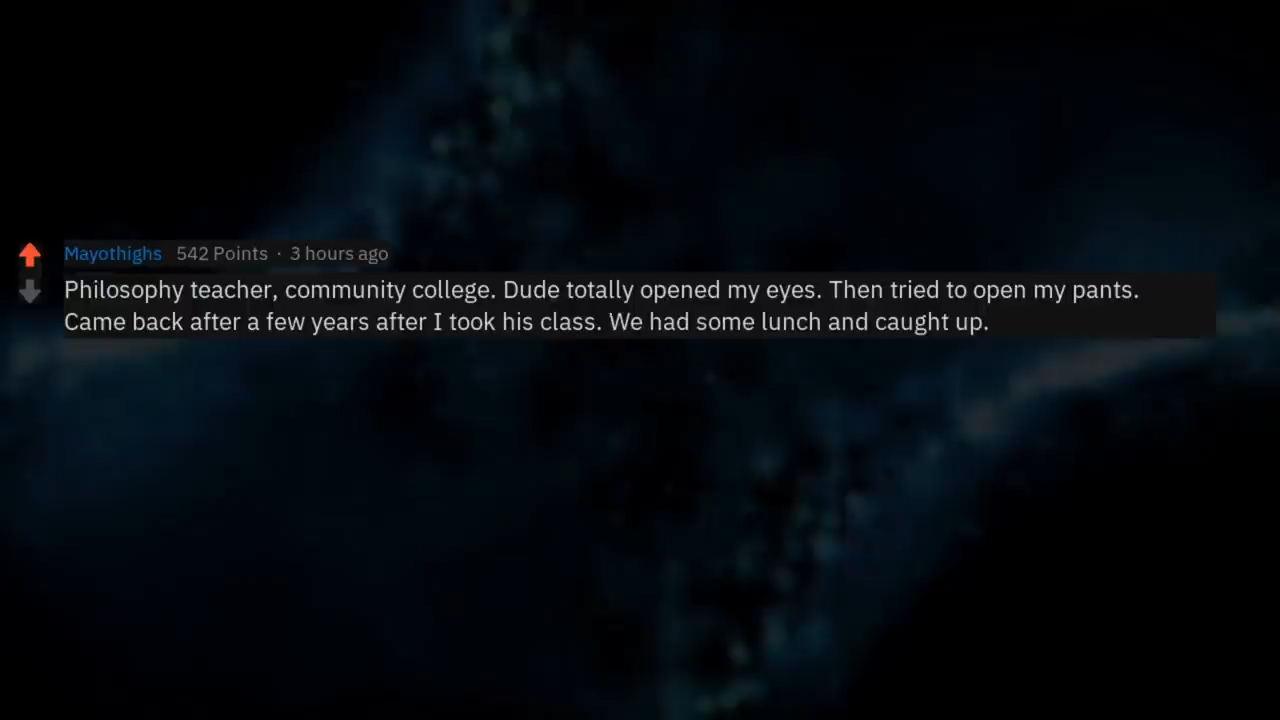 Mayothighs 542 Points · 3 hours ago
Philosophy teacher, community college. Dude totally opened my eyes. Then tried to open my pants.
Came back after a few years after I took his class. We had some lunch and caught up.